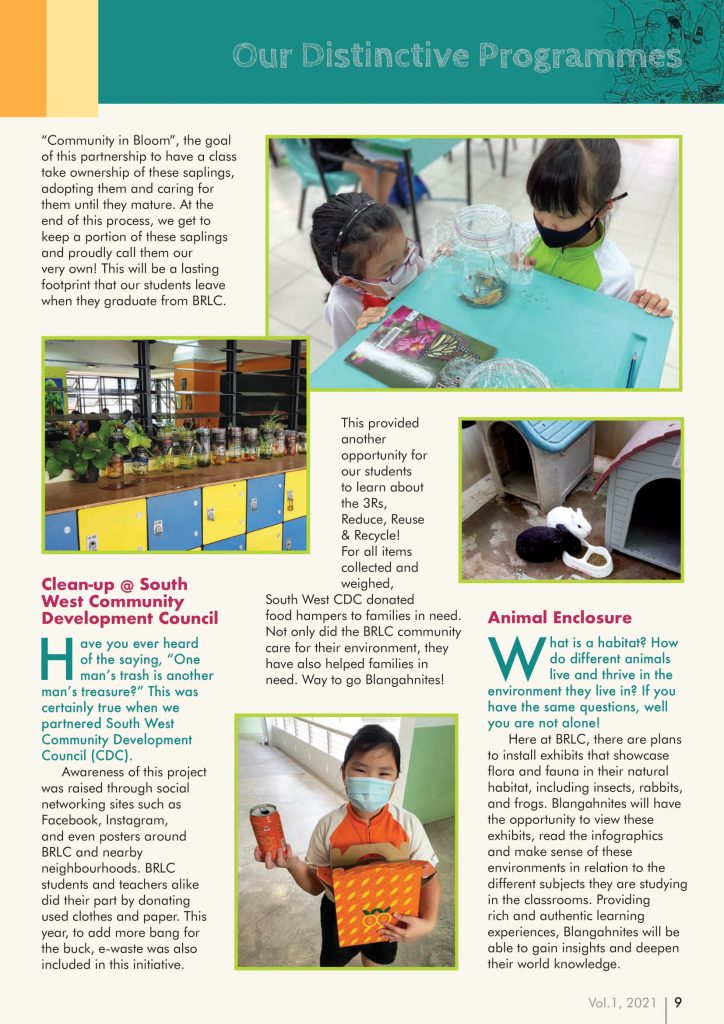 Our Distinctive Programmes
“Community in Bloom”, the goal
of this partnership to have a class
take ownership of these saplings,
adopting them and caring for
them until they mature. At the
end of this process, we get to
keep a portion of these saplings
and proudly call them our
very own! This will be a lasting
footprint that our students leave
when they graduate from BRLC.
Clean-up @ South
West Community
Development Council
Have you ever heard
of the saying, “One
man’s trash is another
man’s treasure?” This was
certainly true when we
partnered South West
Community Development
Council (CDC).
Awareness of this project
was raised through social
networking sites such as
Facebook, Instagram,
and even posters around
BRLC and nearby
neighbourhoods. BRLC
students and teachers alike
did their part by donating
used clothes and paper. This
year, to add more bang for
the buck, e-waste was also
included in this initiative.
This provided
another
opportunity for
our students
to learn about
the 3Rs,
Reduce, Reuse
& Recycle!
For all items
collected and
weighed,
South West CDC donated
food hampers to families in need.
Not only did the BRLC community
care for their environment, they
have also helped families in
need. Way to go Blangahnites!
Animal Enclosure
What is a habitat? How
do different animals
live and thrive in the
environment they live in? If you
have the same questions, well
you are not alone!
Here at BRLC, there are plans
to install exhibits that showcase
flora and fauna in their natural
habitat, including insects, rabbits,
and frogs. Blangahnites will have
the opportunity to view these
exhibits, read the infographics
and make sense of these
environments in relation to the
different subjects they are studying
in the classrooms. Providing
rich and authentic learning
experiences, Blangahnites will be
able to gain insights and deepen
their world knowledge.
Vol.1, 2021 9